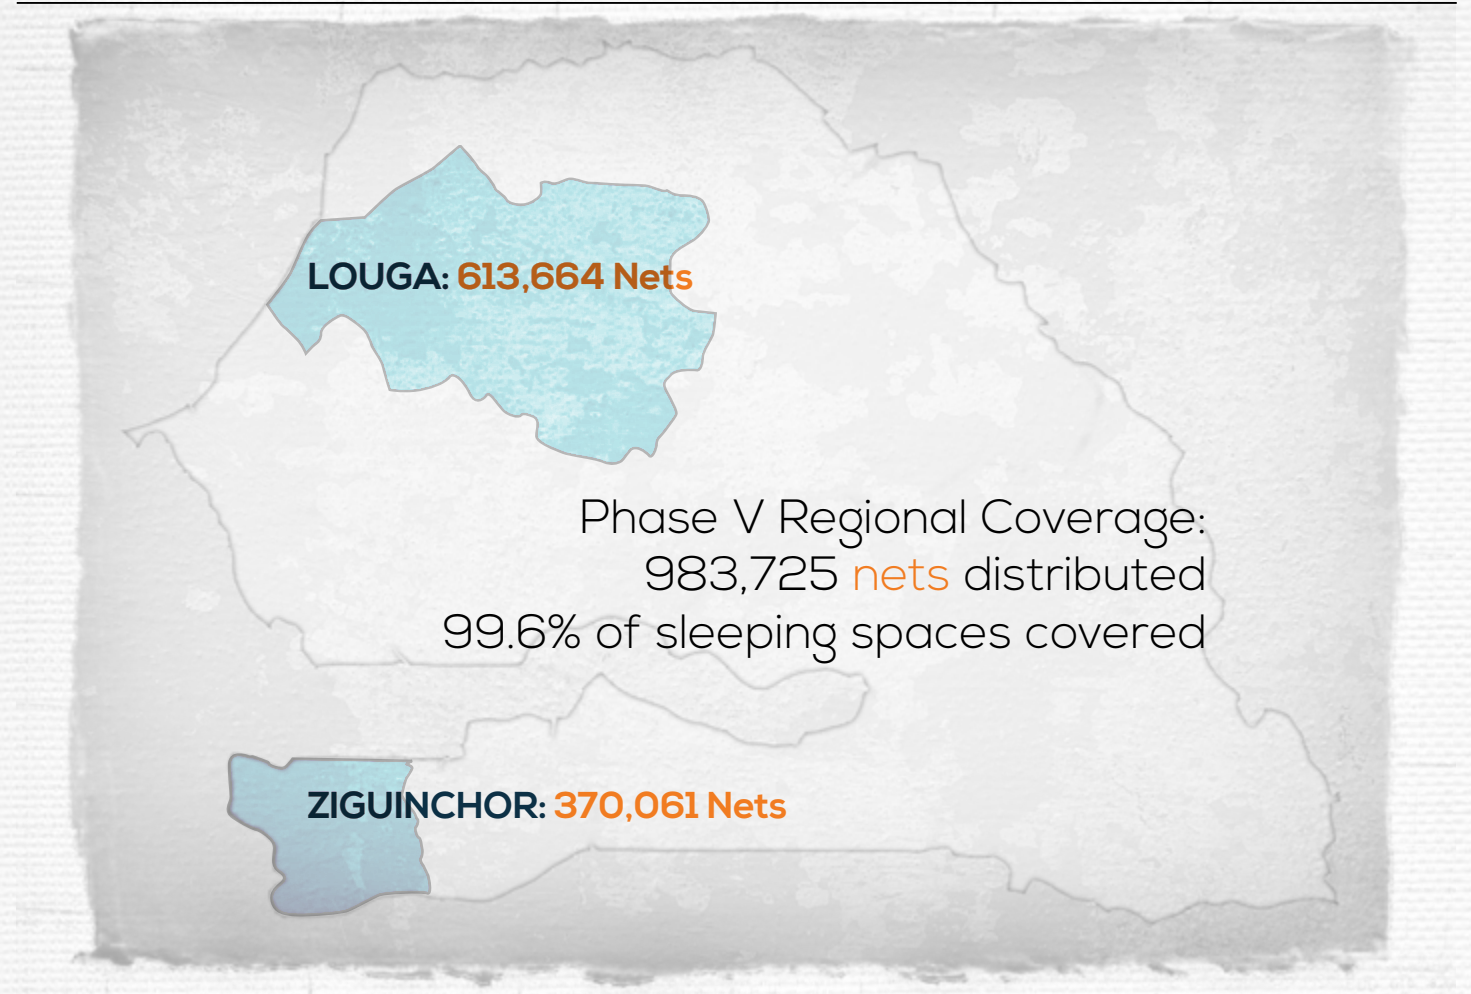 LOUGA: 613,664 Nets
Phase V Regional Coverage:
983,725 nets distributed
99.6% of sleeping spaces covered
ZIGUINCHOR: 370,061 Nets